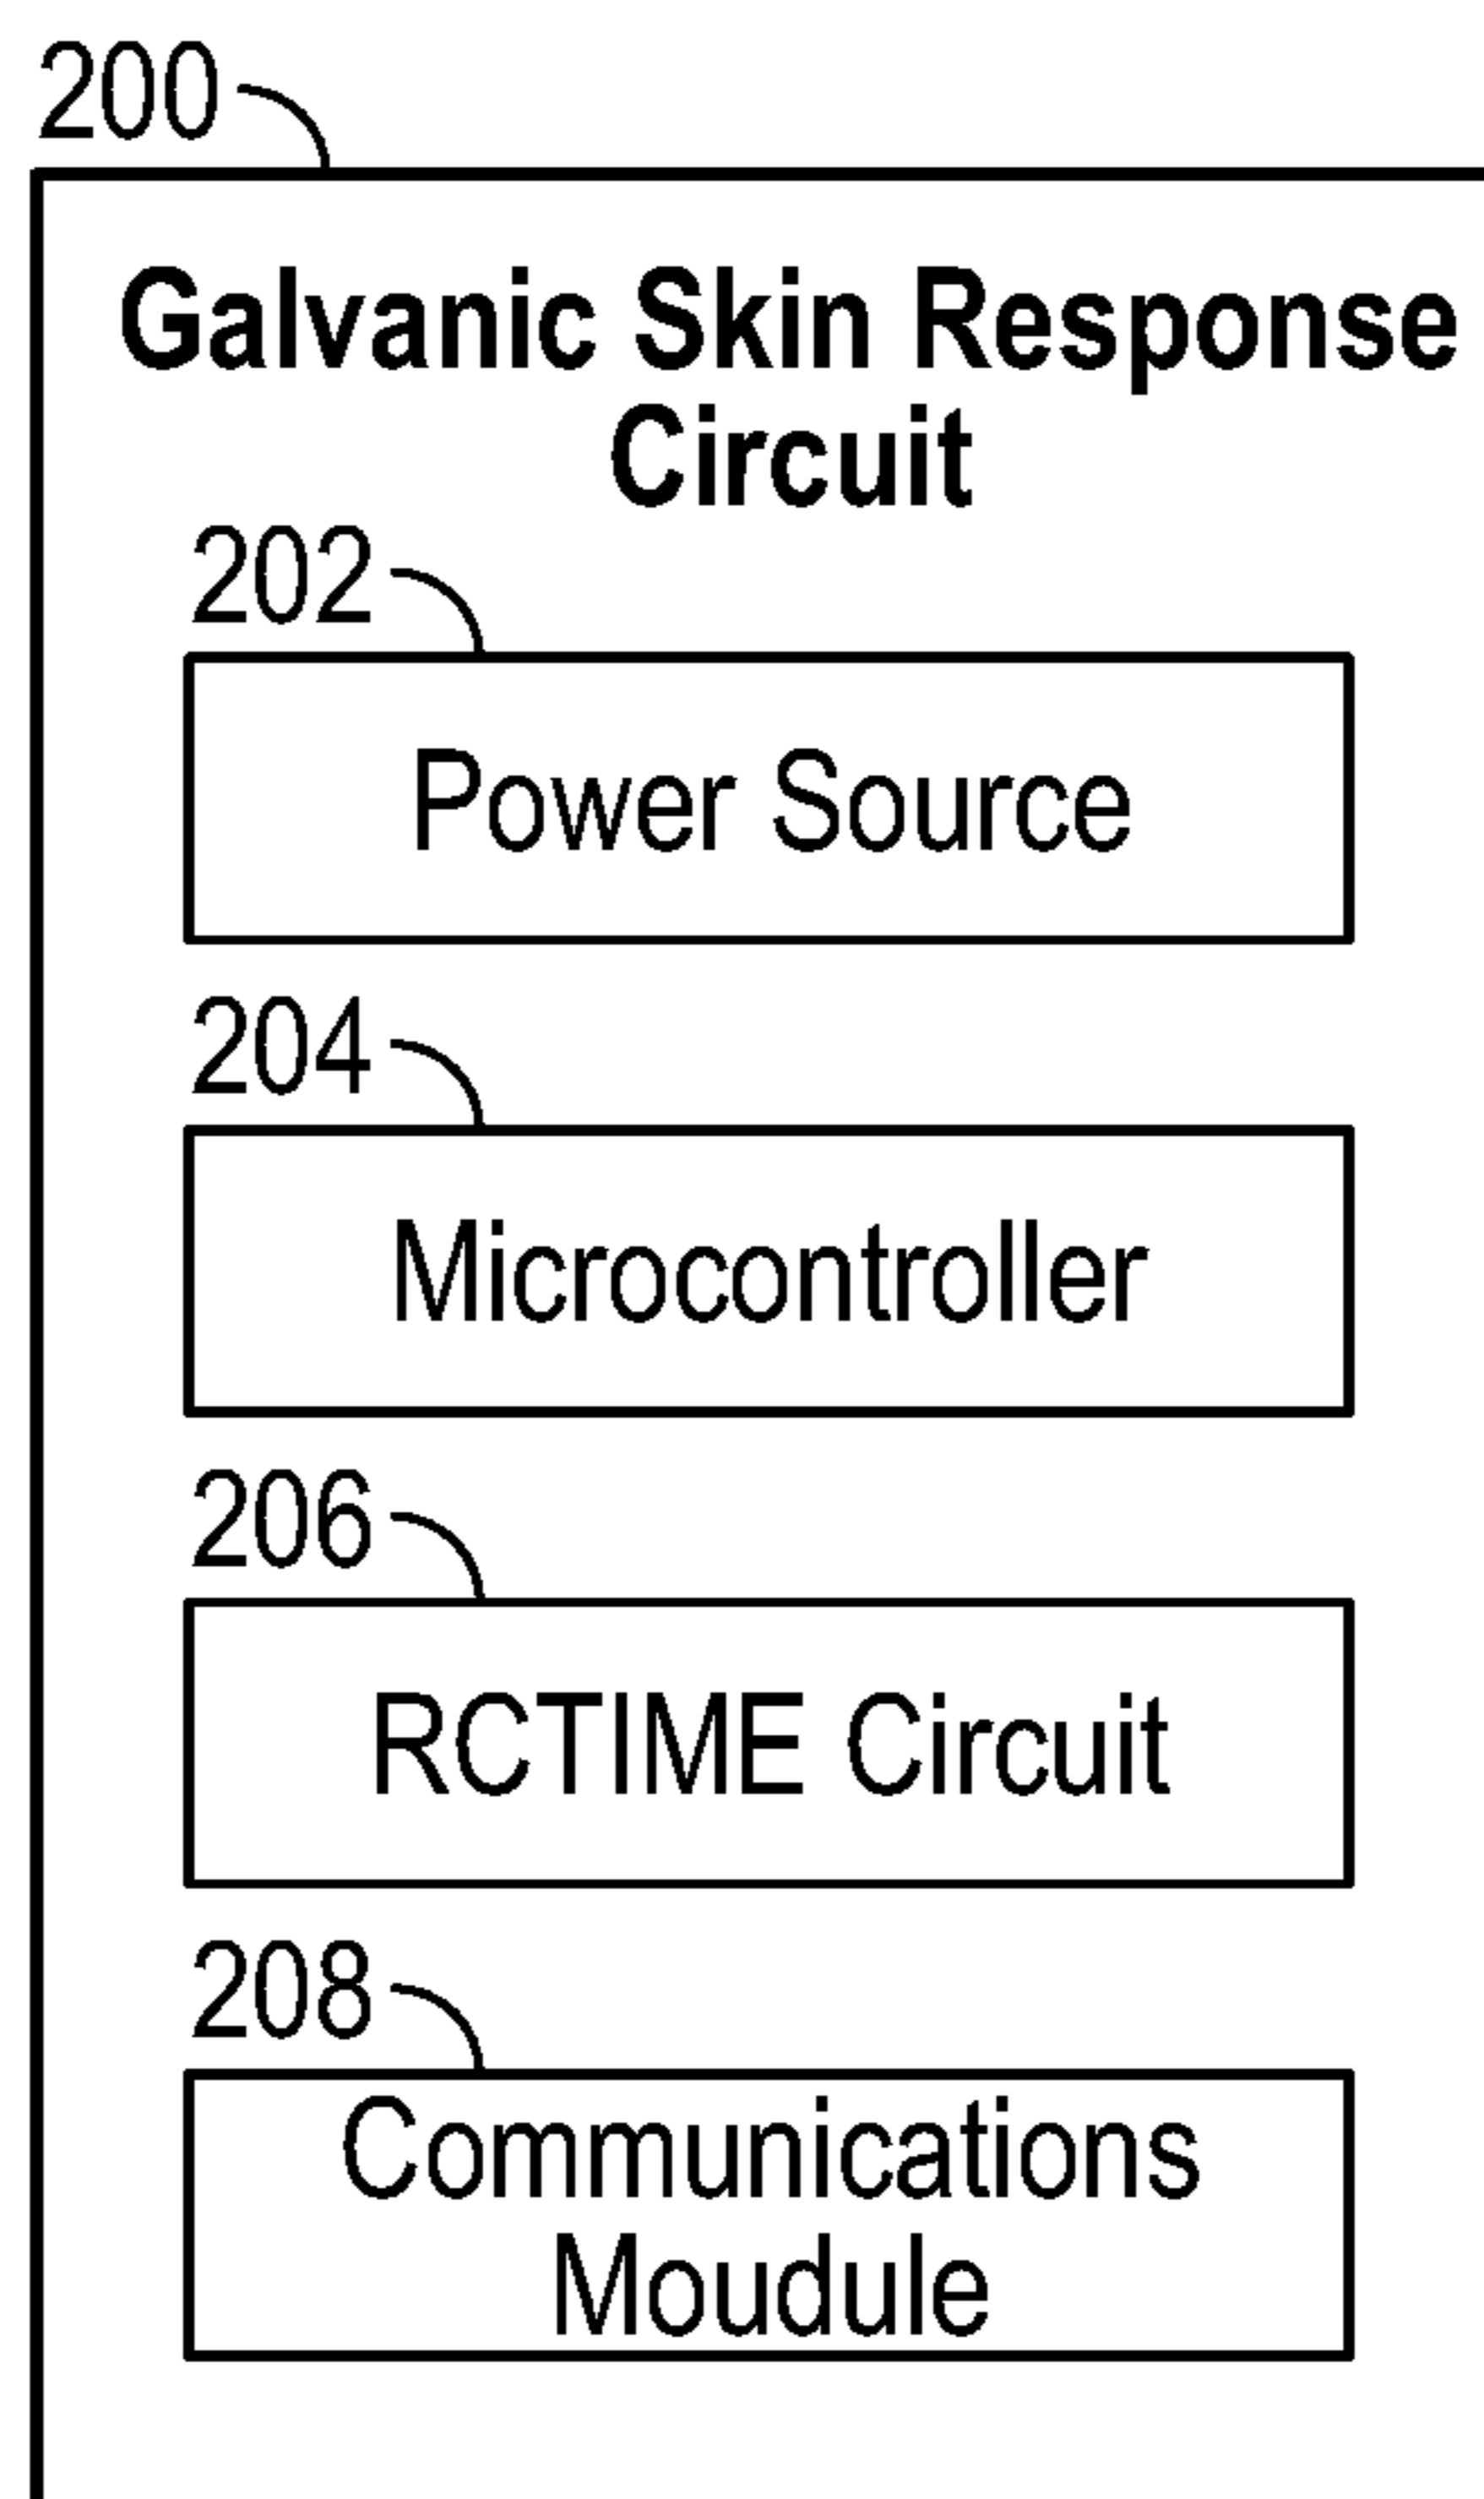 200
Galvanic Skin Response
Circuit
202
Power Source
204
Microcontroller
206
RCTIME Circuit
208
Communications
Moudule